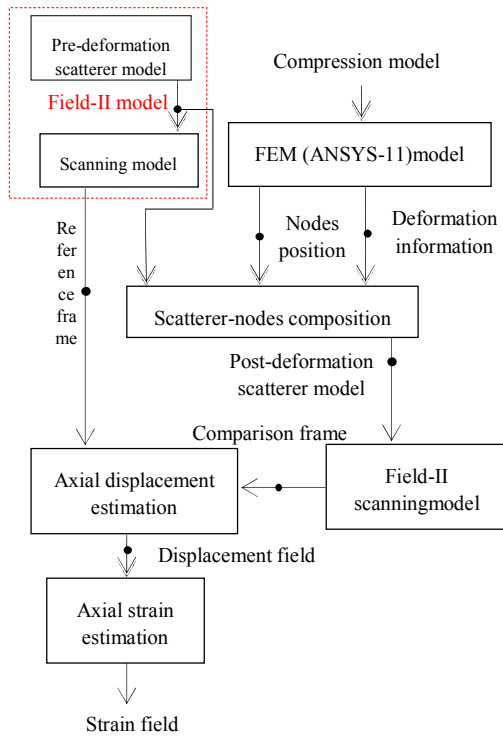 Pre-deformation
scatterer model
Compression model
Field-II model
Scanning model
FEM (ANSYS-11)model
R
e
fer
en
ce
fr
a
me
Nodes
position
Deformation
information
Scatterer-nodes composition
Post-deformation
scatterer model
Comparison frame
Axial displacement
estimation
Field-II
scanningmodel
Displacement field
Axial strain
estimation
Strain field